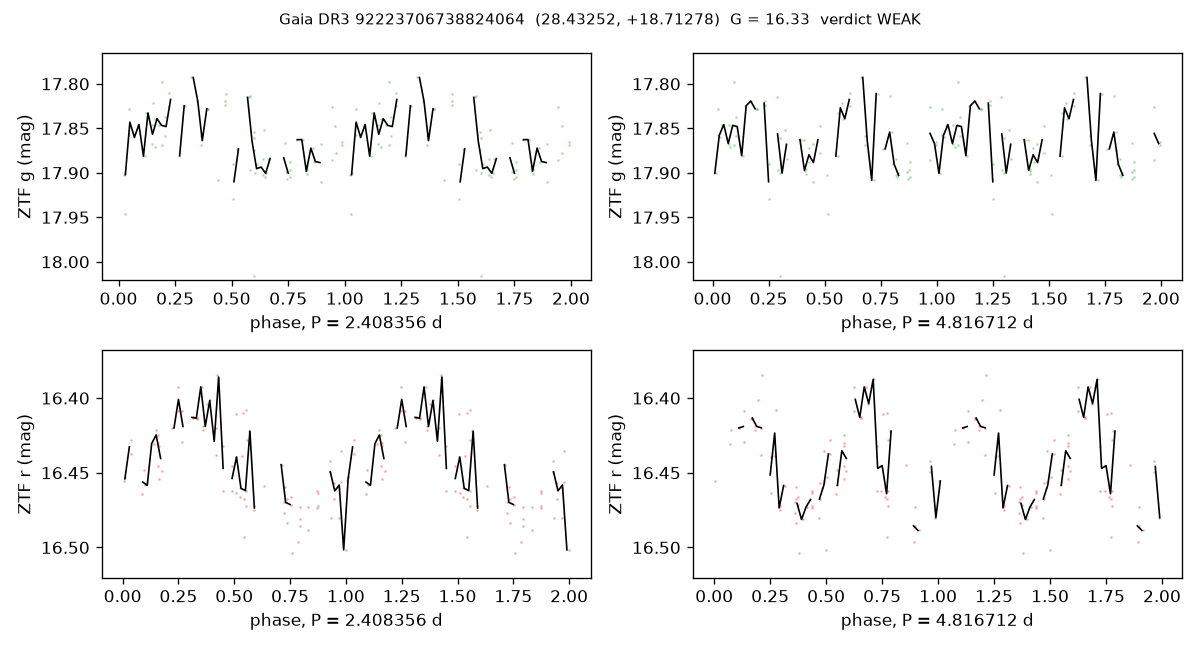 Gaia DR3 92223706738824064  (28.43252, +18.71278)  G = 16.33  verdict WEAK
ZTF g (mag)
17.80
17.85
17.90
17.95
18.00
0.00 0.25 0.50 0.75 1.00 1.25 1.50 1.75 2.00
phase, P = 2.408356 d
ZTF g (mag)
17.80
17.85
17.90
17.95
18.00
0.00 0.25 0.50 0.75 1.00 1.25 1.50 1.75 2.00
phase, P = 4.816712 d
ZTF r (mag)
16.40
16.45
16.50
0.00 0.25 0.50 0.75 1.00 1.25 1.50 1.75 2.00
phase, P = 2.408356 d
ZTF r (mag)
16.40
16.45
16.50
0.00 0.25 0.50 0.75 1.00 1.25 1.50 1.75 2.00
phase, P = 4.816712 d